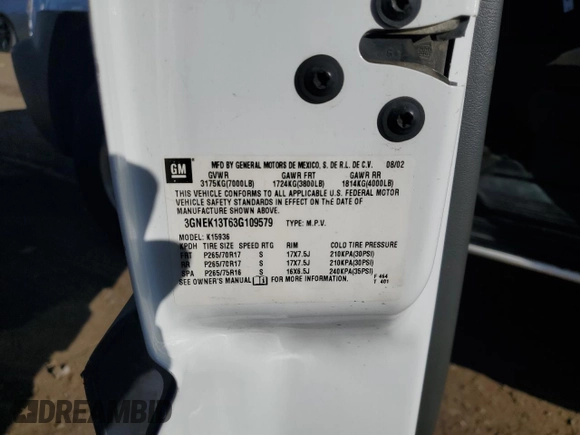 GM
MFD BY GENERAL MOTORS DE MEXICO, S. DE R.L. DE C.V. 08/02
GVWR GAWR FRT GAWR RR
3175KG(7000LB) 1724KG(3800LB) 1814KG(4000LB)
THIS VEHICLE CONFORMS TO ALL APPLICABLE U.S. FEDERAL MOTOR
VEHICLE SAFETY STANDARDS IN EFFECT ON THE DATE OF
MANUFACTURE SHOWN ABOVE.
3GNEK13T63G109579 TYPE: M.P.V.
MODEL: K15936
KPDH TIRE SIZE SPEED RTG RIM COLD TIRE PRESSURE
FRT P265/70R17 S 17X7.5J 210KPA(30PSI)
RR P265/70R17 S 17X7.5J 210KPA(30PSI)
SPA P265/75R16 S 16X6.5J 240KPA(35PSI)
SEE OWNER'S MANUAL FOR MORE INFORMATION.
F 464
T 401
DREAMBID